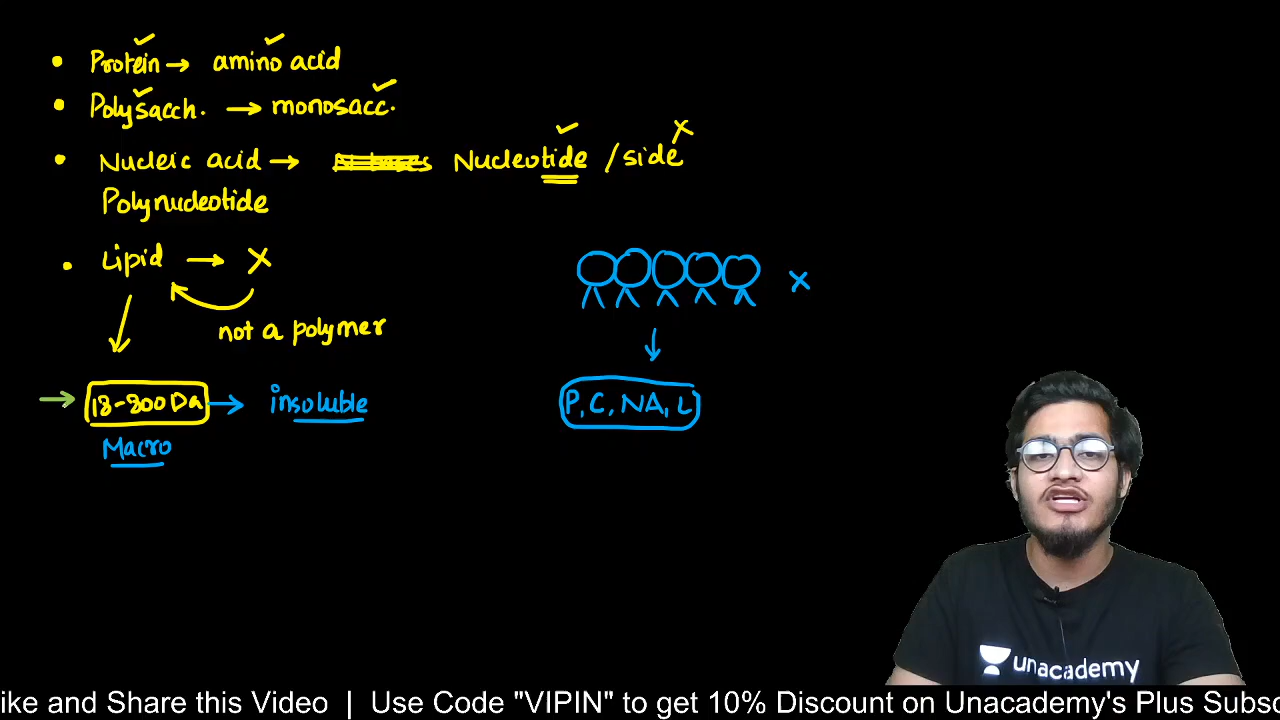 • Protein → amino acid
• Polysacch. → monosacc.
• Nucleic acid → Nucleotide /side
Polynucleotide
• Lipid → X
not a polymer
→ 18-800 Da → insoluble
Macro
X
P, C, NA, L
unacademy
ike and Share this Video | Use Code "VIPIN" to get 10% Discount on Unacademy's Plus Subsc